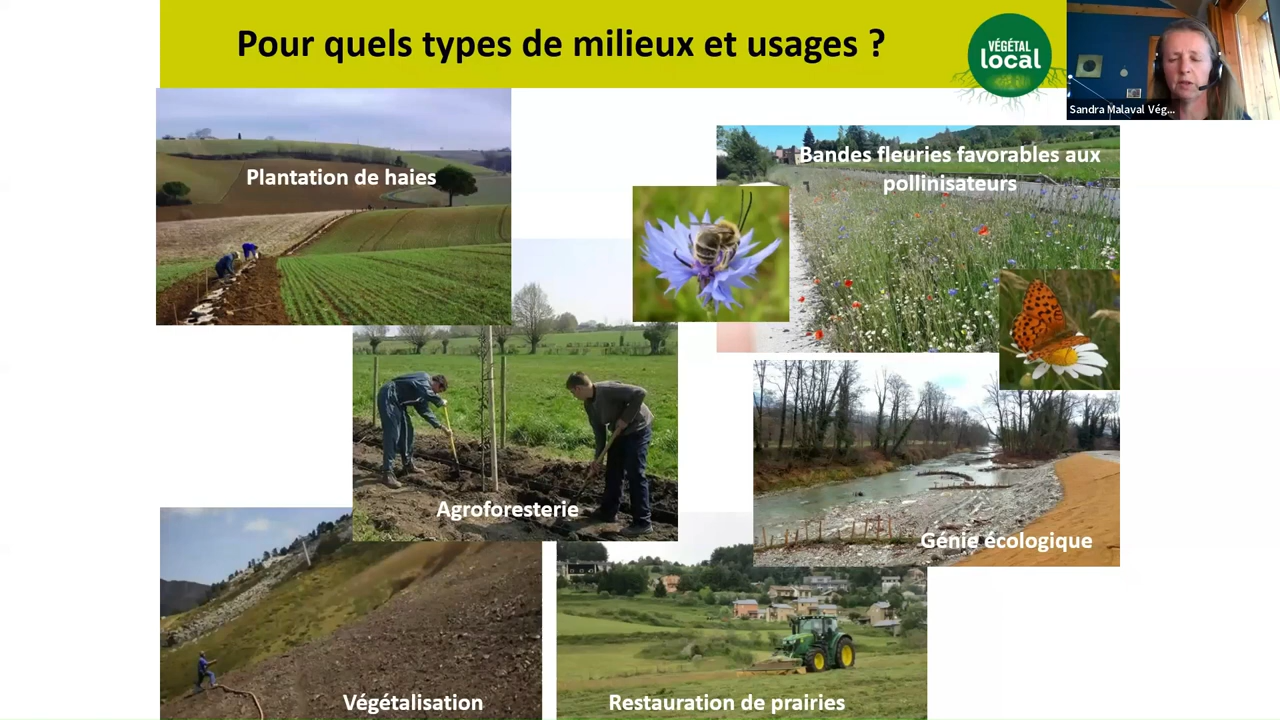 Pour quels types de milieux et usages ?
VÉGÉTAL
local
Sandra Malaval Vég...
Plantation de haies
Bandes fleuries favorables aux
pollinisateurs
Agroforesterie
Génie écologique
Végétalisation
Restauration de prairies